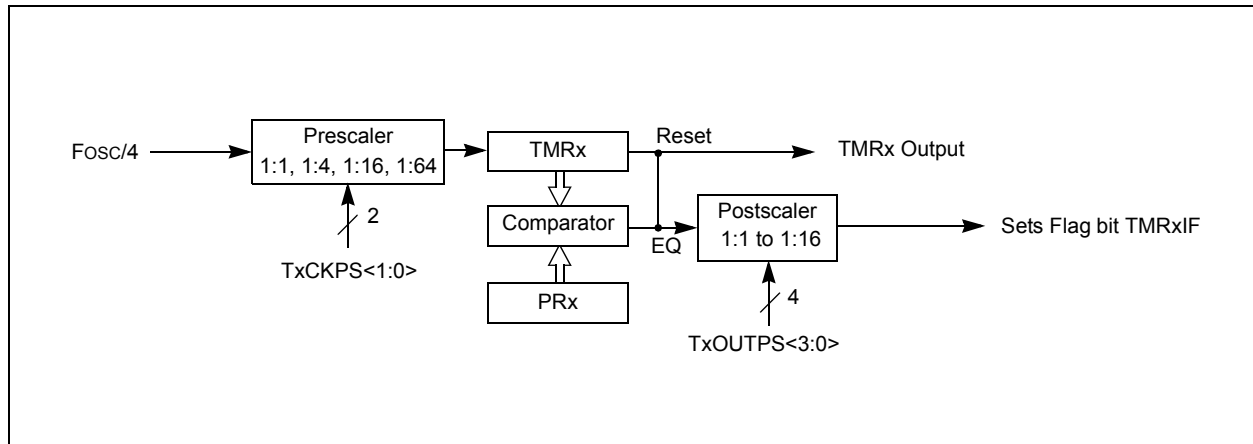 Fosc/4
Prescaler
1:1, 1:4, 1:16, 1:64
2
TxCKPS<1:0>
TMRx
Reset
TMRx Output
Comparator
EQ
Postscaler
1:1 to 1:16
Sets Flag bit TMRxIF
PRx
4
TxOUTPS<3:0>